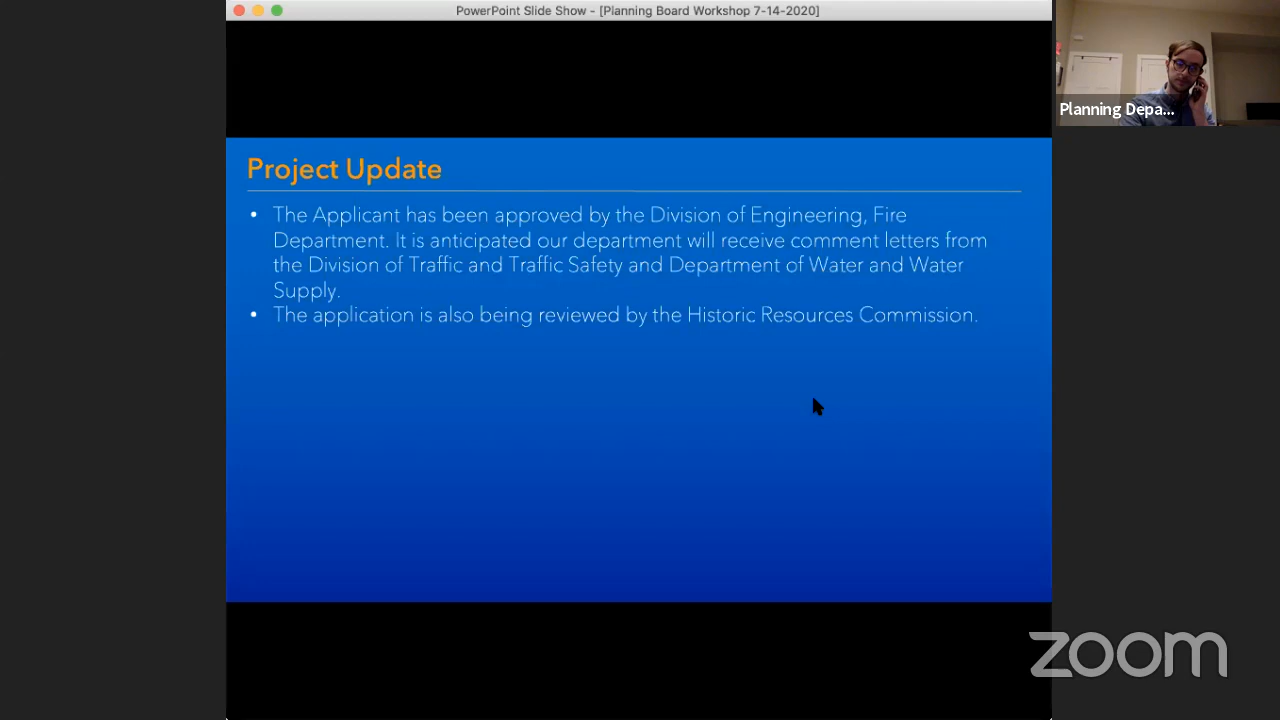 PowerPoint Slide Show - [Planning Board Workshop 7-14-2020]
Planning Depa...
Project Update
• The Applicant has been approved by the Division of Engineering, Fire
Department. It is anticipated our department will receive comment letters from
the Division of Traffic and Traffic Safety and Department of Water and Water
Supply.
• The application is also being reviewed by the Historic Resources Commission.
zoom